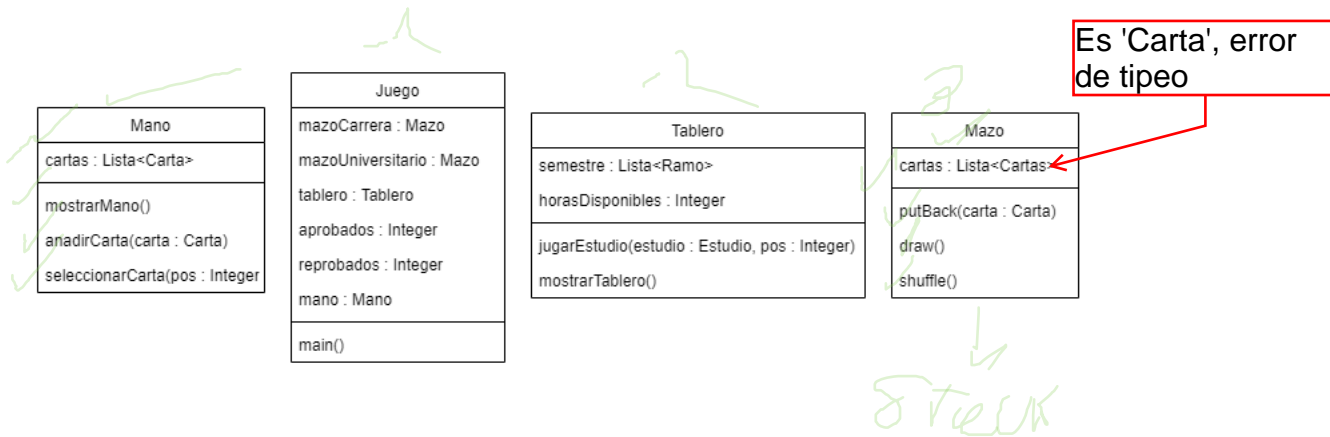 Es 'Carta', error
de tipeo
Mano
cartas : Lista<Carta>
mostrarMano()
anadirCarta(carta : Carta)
seleccionarCarta(pos : Integer
Juego
mazoCarrera : Mazo
mazoUniversitario : Mazo
tablero : Tablero
aprobados : Integer
reprobados : Integer
mano : Mano
main()
Tablero
semestre : Lista<Ramo>
horasDisponibles : Integer
jugarEstudio(estudio : Estudio, pos : Integer)
mostrarTablero()
Mazo
cartas : Lista<Cartas>
putBack(carta : Carta)
draw()
shuffle()